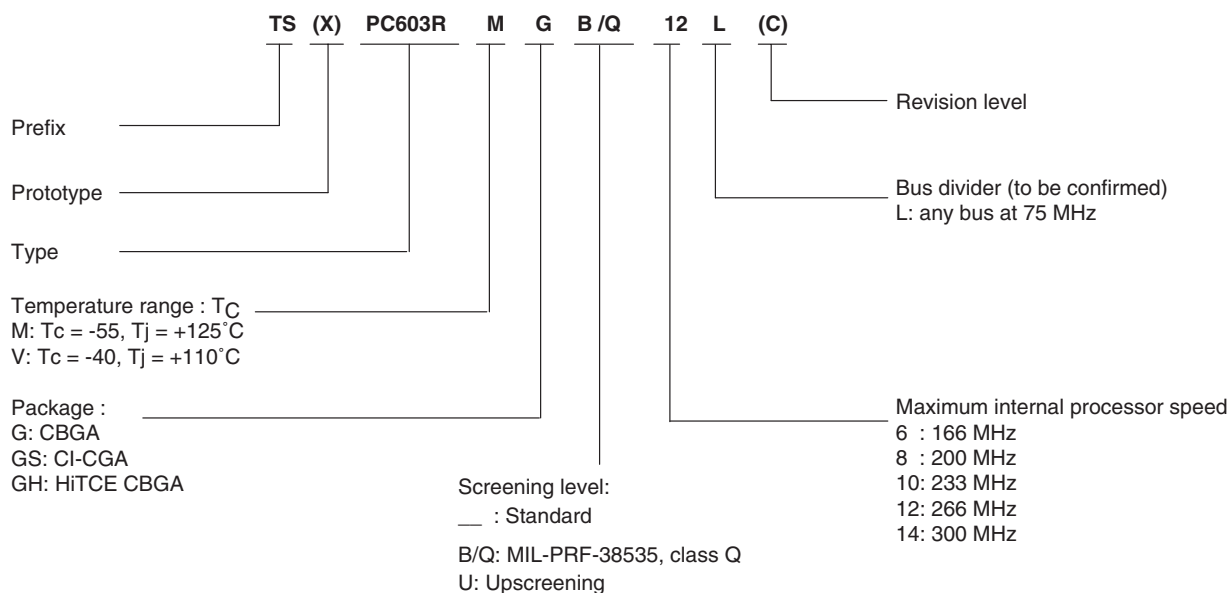 TS (X) PC603R M G B /Q 12 L (C)
Prefix
Prototype
Type
Temperature range : TC
M: Tc = -55, Tj = +125˚C
V: Tc = -40, Tj = +110˚C
Package :
G: CBGA
GS: CI-CGA
GH: HiTCE CBGA
Screening level:
__ : Standard
B/Q: MIL-PRF-38535, class Q
U: Upscreening
Revision level
Bus divider (to be confirmed)
L: any bus at 75 MHz
Maximum internal processor speed
6 : 166 MHz
8 : 200 MHz
10: 233 MHz
12: 266 MHz
14: 300 MHz